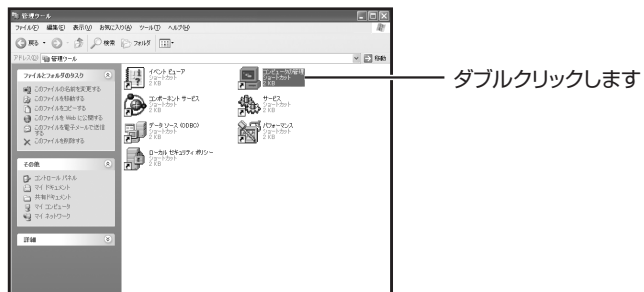 管理ツール
ファイル(F) 編集(E) 表示(V) お気に入り(A) ツール(T) ヘルプ(H)
戻る 検索 フォルダ
アドレス(D) 管理ツール 移動
ファイルとフォルダのタスク
このファイルの名前を変更する
このファイルを移動する
このファイルをコピーする
このファイルを Web に公開する
このファイルを電子メールで送信する
このファイルを削除する
その他
コントロール パネル
マイ ドキュメント
共有ドキュメント
マイ コンピュータ
マイ ネットワーク
詳細
イベント ビューア
ショートカット
2 KB
コンピュータの管理
ショートカット
2 KB
コンポーネント サービス
ショートカット
2 KB
サービス
ショートカット
2 KB
データ ソース (ODBC)
ショートカット
2 KB
パフォーマンス
ショートカット
2 KB
ローカル セキュリティ ポリシー
ショートカット
2 KB
ダブルクリックします